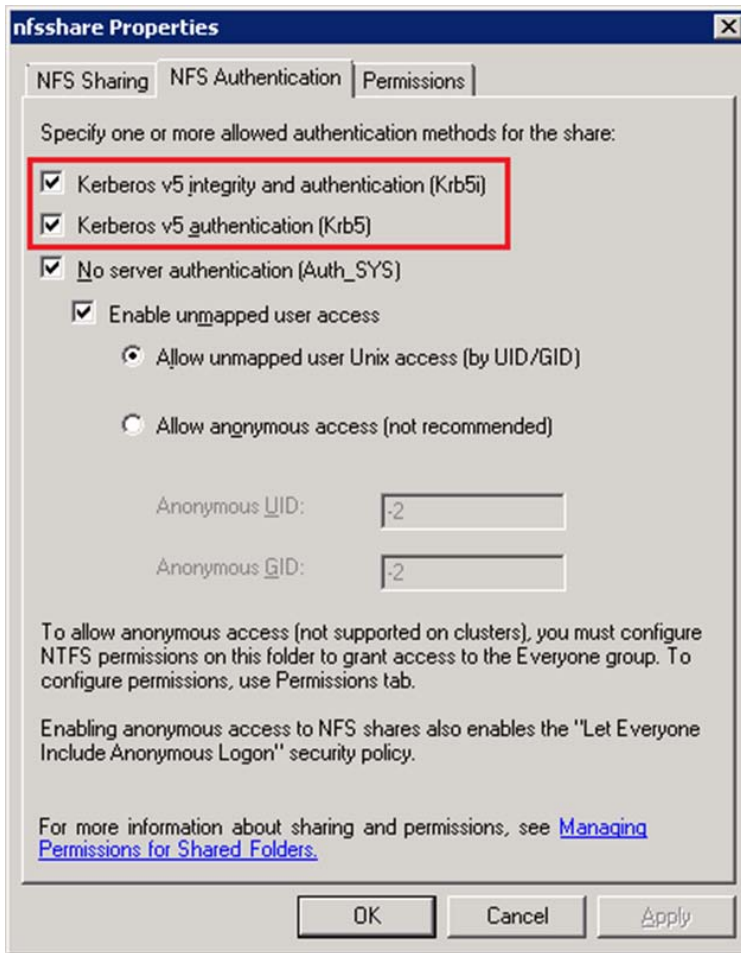 nfsshare Properties
NFS Sharing NFS Authentication Permissions
Specify one or more allowed authentication methods for the share:
Kerberos v5 integrity and authentication (Krb5i)
Kerberos v5 authentication (Krb5)
No server authentication (Auth_SYS)
Enable unmapped user access
Allow unmapped user Unix access (by UID/GID)
Allow anonymous access (not recommended)
Anonymous UID: -2
Anonymous GID: -2
To allow anonymous access (not supported on clusters), you must configure
NTFS permissions on this folder to grant access to the Everyone group. To
configure permissions, use Permissions tab.
Enabling anonymous access to NFS shares also enables the "Let Everyone
Include Anonymous Logon" security policy.
For more information about sharing and permissions, see Managing
Permissions for Shared Folders.
OK Cancel Apply